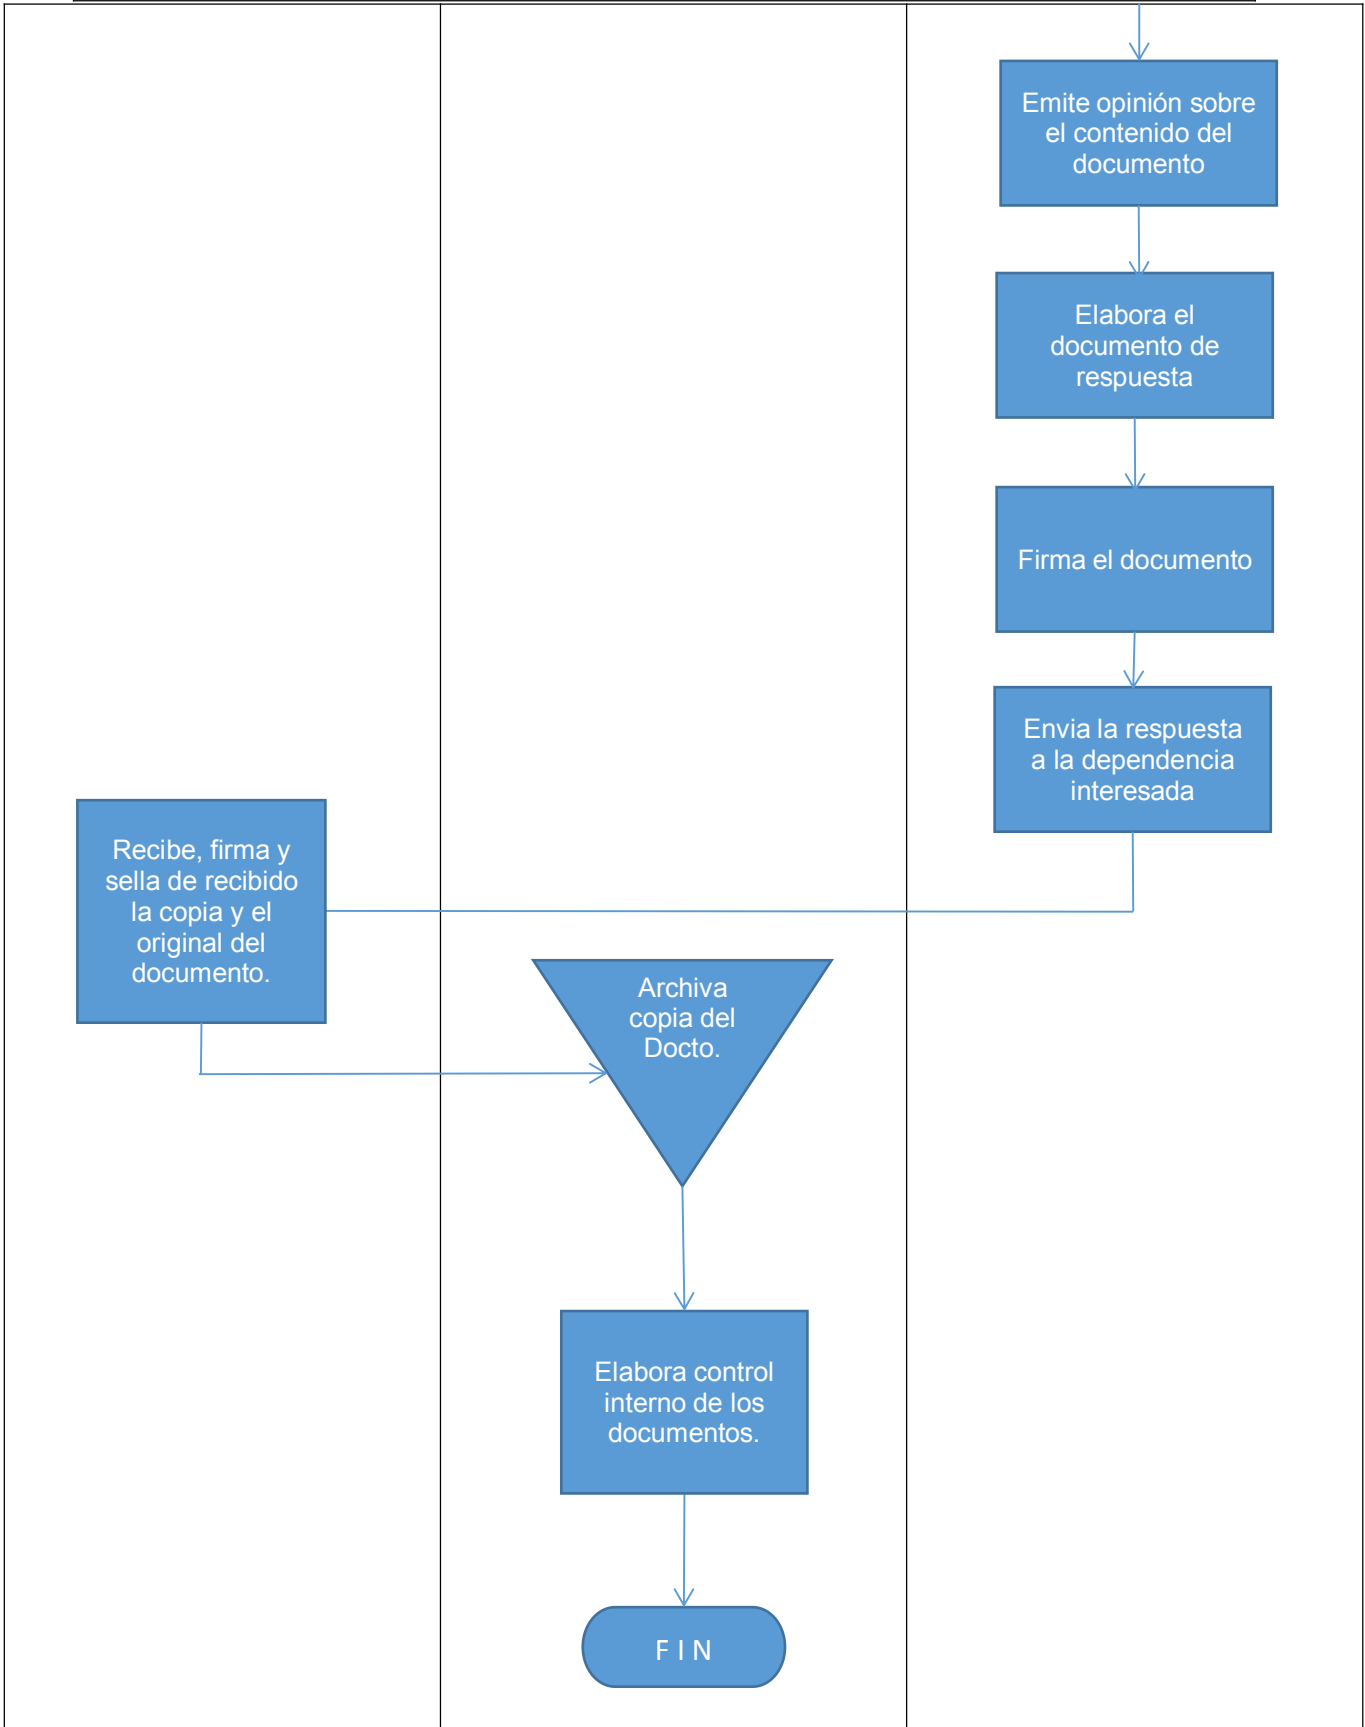 Emite opinión sobre
el contenido del
documento
Elabora el
documento de
respuesta
Firma el documento
Envia la respuesta
a la dependencia
interesada
Recibe, firma y
sella de recibido
la copia y el
original del
documento.
Archiva
copia del
Docto.
Elabora control
interno de los
documentos.
F I N